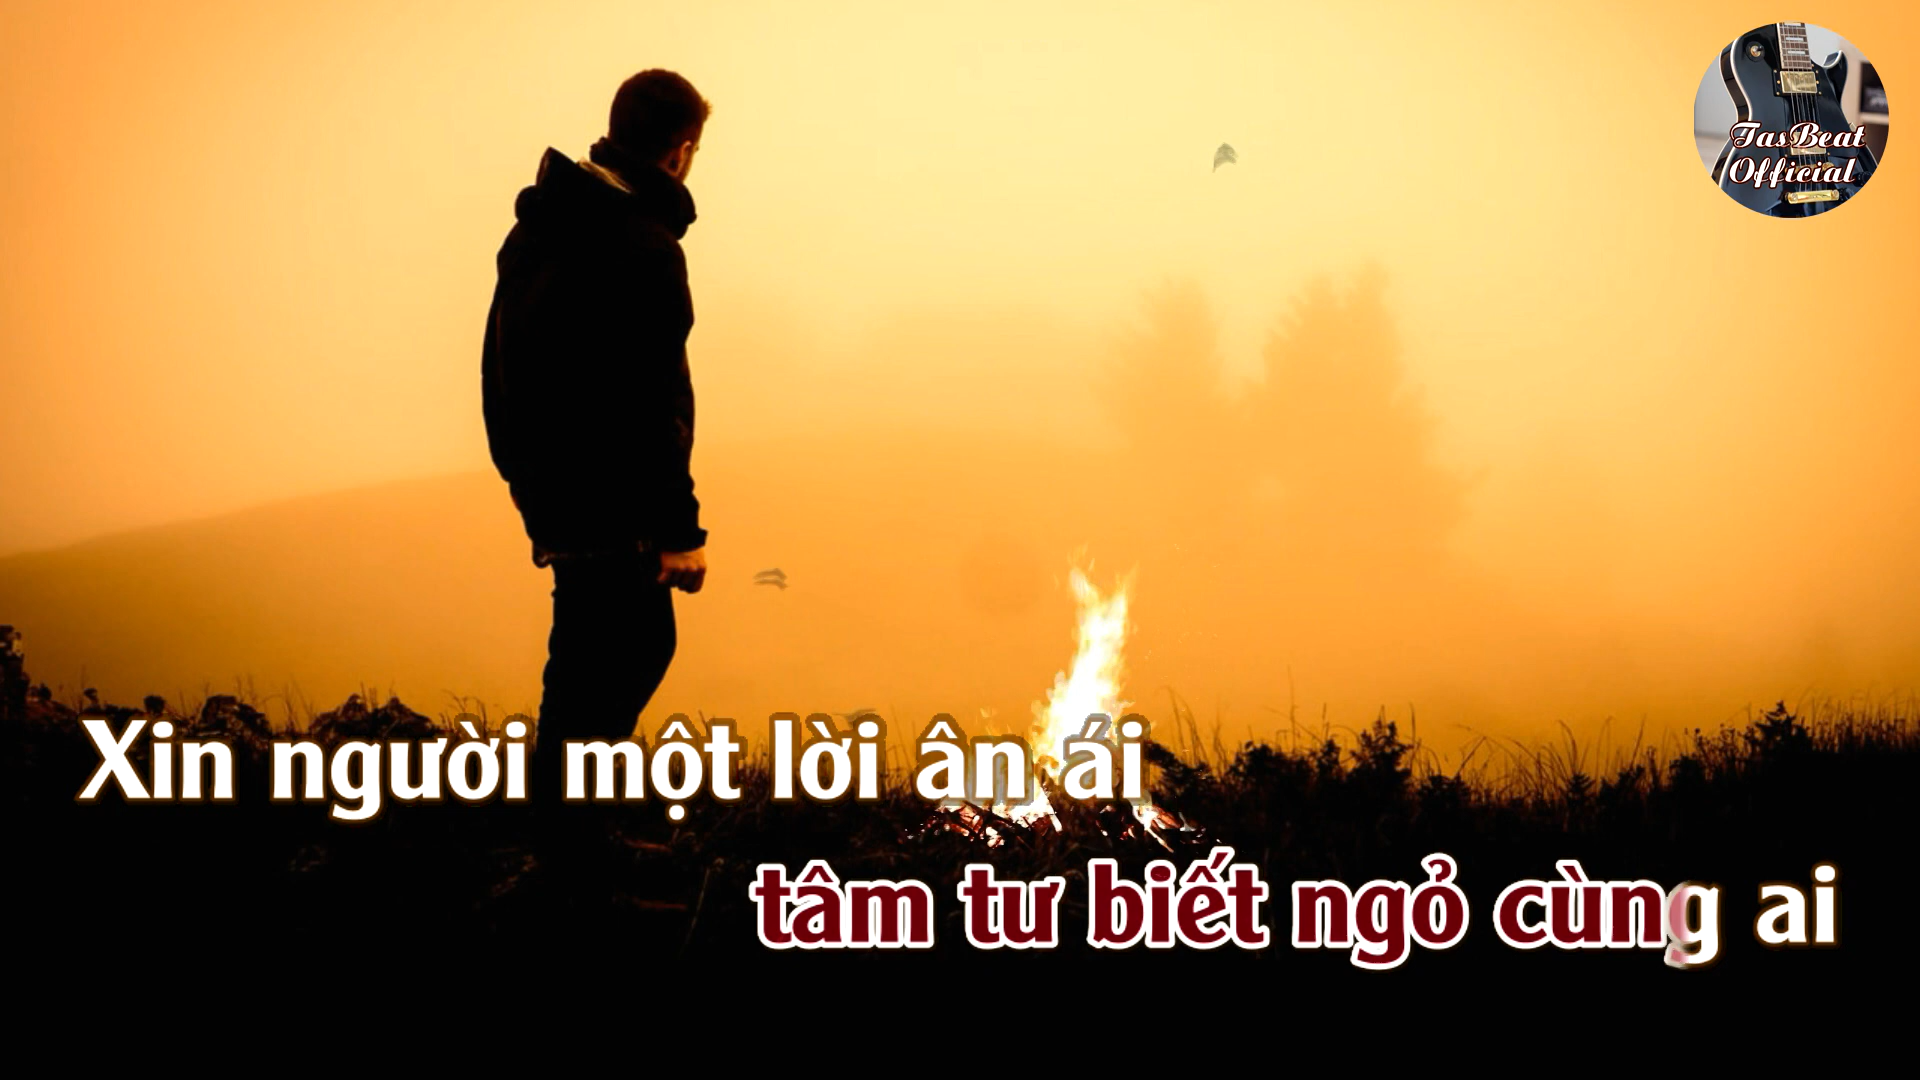 TasBeat
Official
Xin người một lời ân ái
tâm tư biết ngỏ cùng ai